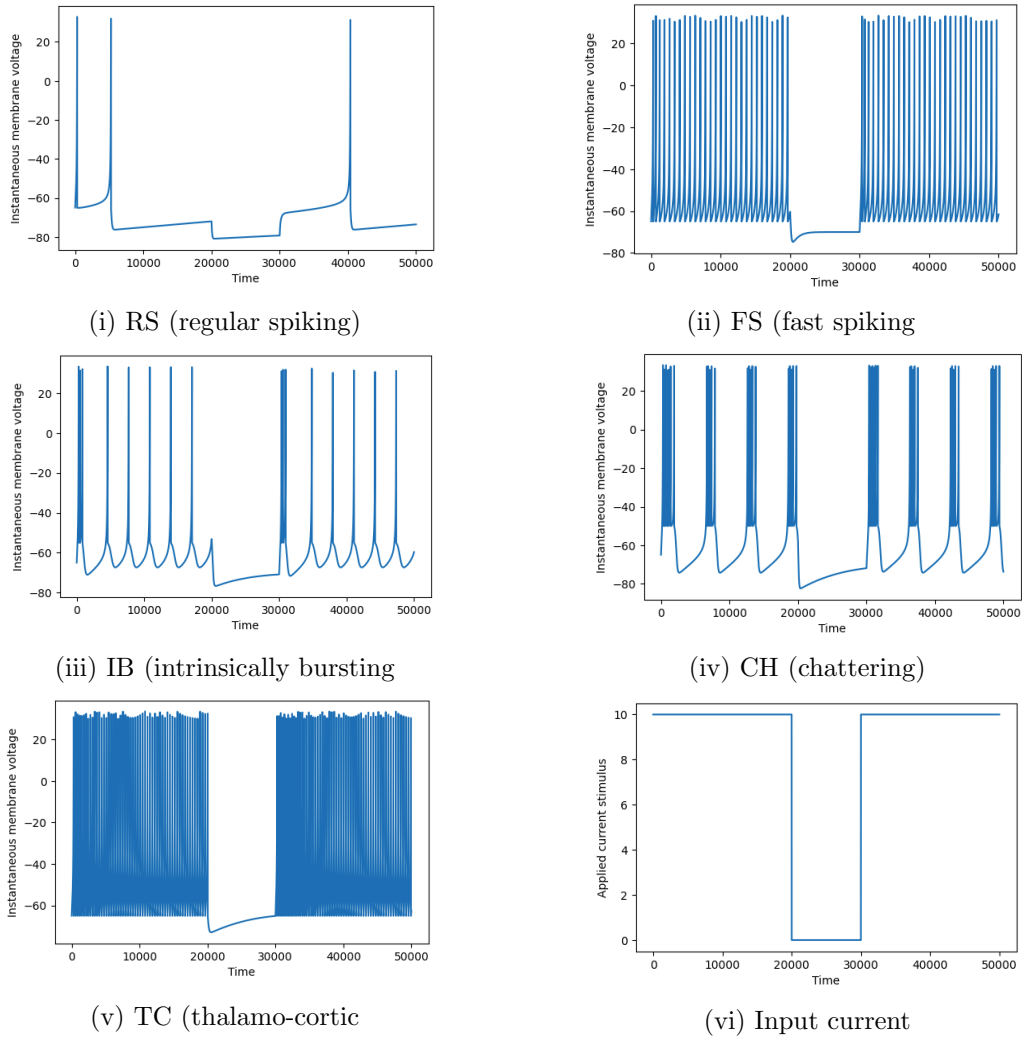 Instantaneous membrane voltage
20
0
−20
−40
−60
−80
0 10000 20000 30000 40000 50000
Time
(i) RS (regular spiking)
Instantaneous membrane voltage
20
0
−20
−40
−60
−80
0 10000 20000 30000 40000 50000
Time
(ii) FS (fast spiking
Instantaneous membrane voltage
20
0
−20
−40
−60
−80
0 10000 20000 30000 40000 50000
Time
(iii) IB (intrinsically bursting
Instantaneous membrane voltage
20
0
−20
−40
−60
−80
0 10000 20000 30000 40000 50000
Time
(iv) CH (chattering)
Instantaneous membrane voltage
20
0
−20
−40
−60
0 10000 20000 30000 40000 50000
Time
(v) TC (thalamo-cortic
Applied current stimulus
10
8
6
4
2
0
0 10000 20000 30000 40000 50000
Time
(vi) Input current